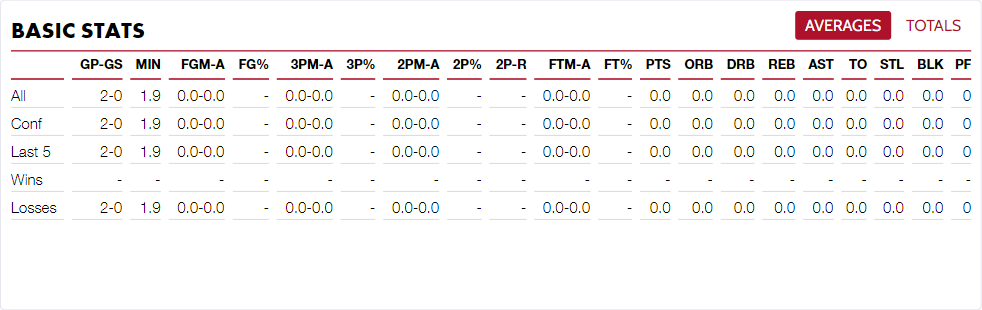 BASIC STATS AVERAGES TOTALS
GP-GS MIN FGM-A FG% 3PM-A 3P% 2PM-A 2P% 2P-R FTM-A FT% PTS ORB DRB REB AST TO STL BLK PF
All 2-0 1.9 0.0-0.0 - 0.0-0.0 - 0.0-0.0 - - 0.0-0.0 - 0.0 0.0 0.0 0.0 0.0 0.0 0.0 0.0 0
Conf 2-0 1.9 0.0-0.0 - 0.0-0.0 - 0.0-0.0 - - 0.0-0.0 - 0.0 0.0 0.0 0.0 0.0 0.0 0.0 0.0 0
Last 5 2-0 1.9 0.0-0.0 - 0.0-0.0 - 0.0-0.0 - - 0.0-0.0 - 0.0 0.0 0.0 0.0 0.0 0.0 0.0 0.0 0
Wins - - - - - - - - - - - - - - - - - - - -
Losses 2-0 1.9 0.0-0.0 - 0.0-0.0 - 0.0-0.0 - - 0.0-0.0 - 0.0 0.0 0.0 0.0 0.0 0.0 0.0 0.0 0